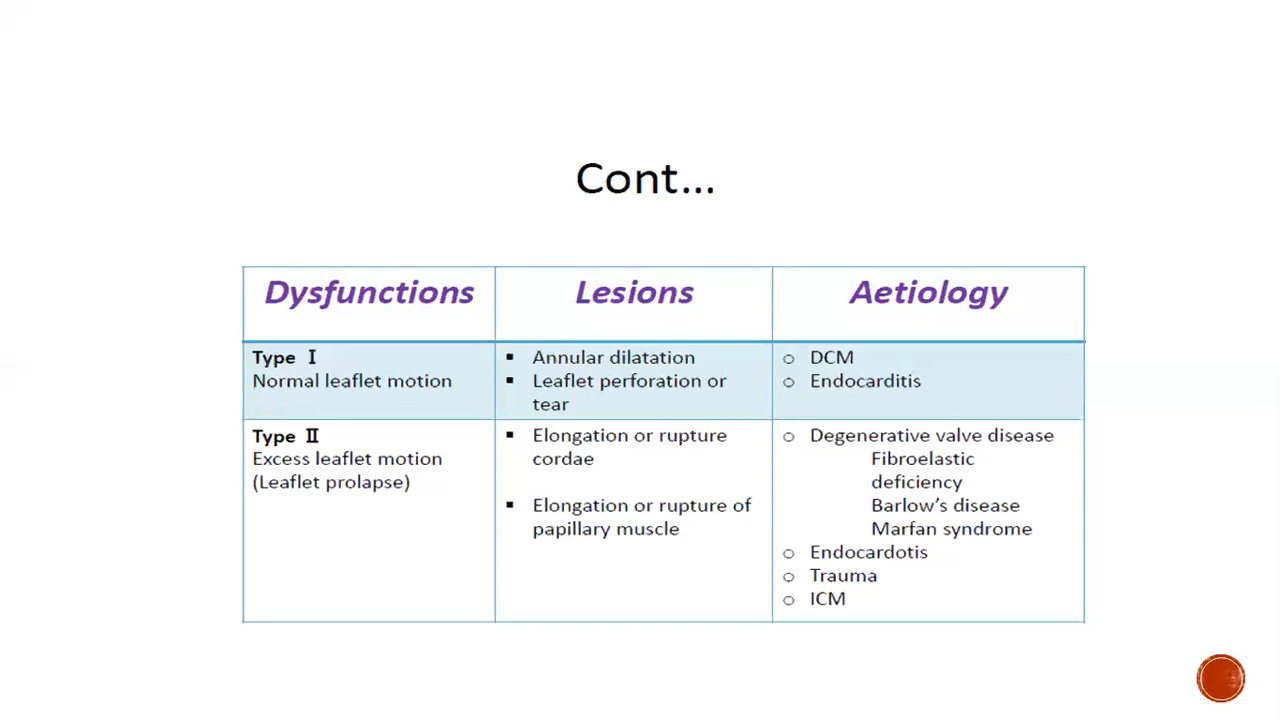 Cont...
Dysfunctions
Lesions
Aetiology
Type Ⅰ
Normal leaflet motion
▪ Annular dilatation
▪ Leaflet perforation or
tear
○ DCM
○ Endocarditis
Type Ⅱ
Excess leaflet motion
(Leaflet prolapse)
▪ Elongation or rupture
cordae
▪ Elongation or rupture of
papillary muscle
○ Degenerative valve disease
Fibroelastic
deficiency
Barlow’s disease
Marfan syndrome
○ Endocardotis
○ Trauma
○ ICM